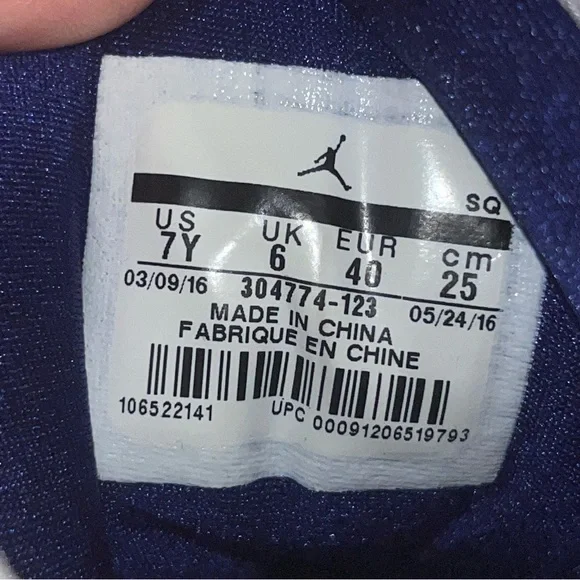 SQ
US UK EUR cm
7Y 6 40 25
03/09/16 304774-123 05/24/16
MADE IN CHINA
FABRIQUE EN CHINE
106522141 UPC 00091206519793